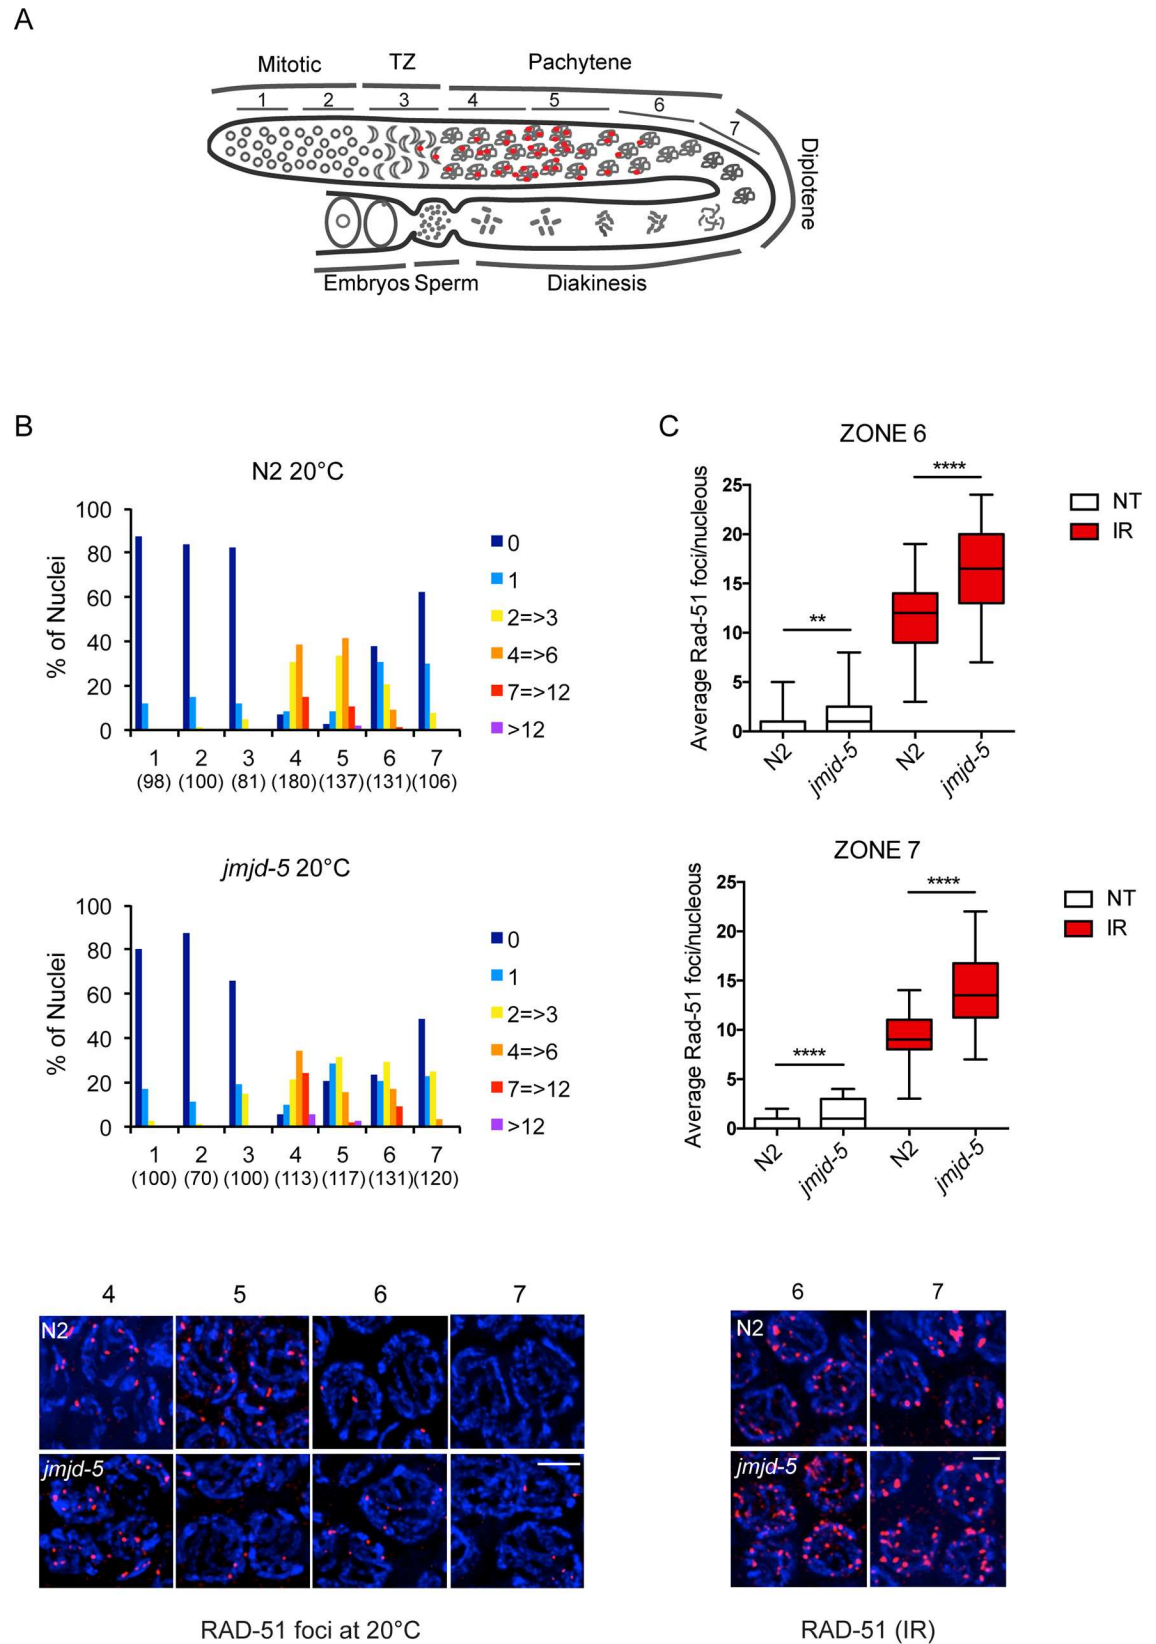 A
Mitotic TZ Pachytene
1 2 3 4 5 6 7
Diplotene
Embryos Sperm Diakinesis
B
N2 20°C
% of Nuclei
100
80
60
40
20
0
1 2 3 4 5 6 7
(98) (100) (81) (180) (137) (131) (106)
0
1
2=>3
4=>6
7=>12
>12
jmjd-5 20°C
% of Nuclei
100
80
60
40
20
0
1 2 3 4 5 6 7
(100) (70) (100) (113) (117) (131) (120)
0
1
2=>3
4=>6
7=>12
>12
4 5 6 7
N2
jmjd-5
RAD-51 foci at 20°C
C
ZONE 6
Average Rad-51 foci/nucleous
25
20
15
10
5
0
**
****
N2 jmjd-5 N2 jmjd-5
NT
IR
ZONE 7
Average Rad-51 foci/nucleous
25
20
15
10
5
0
****
****
N2 jmjd-5 N2 jmjd-5
NT
IR
6 7
N2
jmjd-5
RAD-51 (IR)